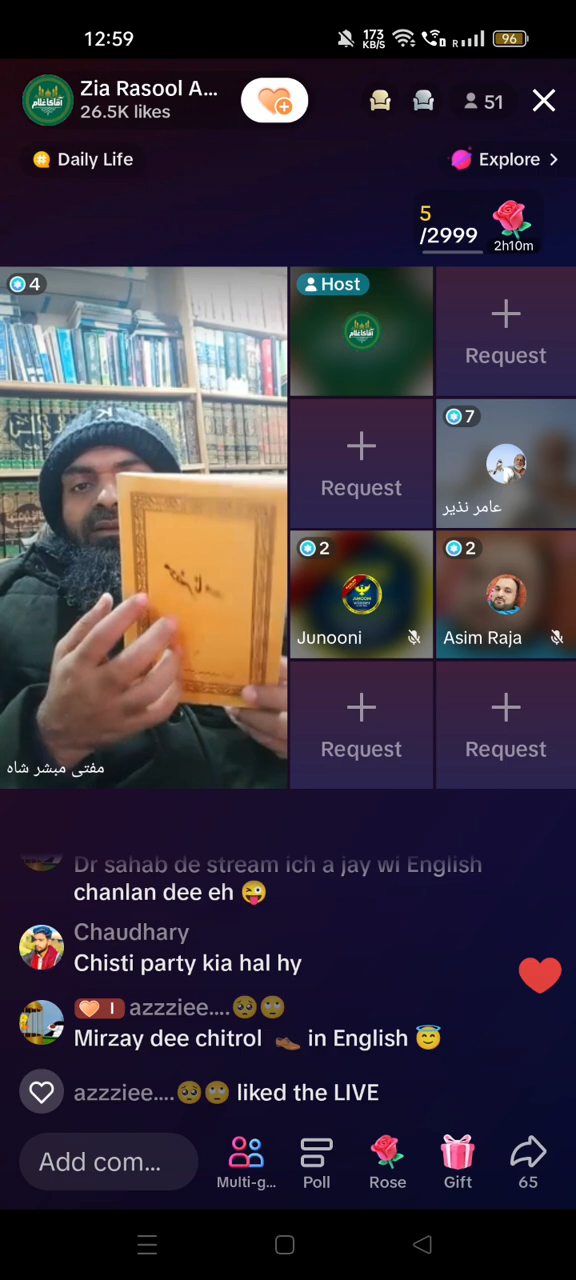 12:59
173
KB/S
R
96
Zia Rasool A...
26.5K likes
51
Daily Life
Explore
5
/2999
2h10m
4
Host
آقا کا غلام
Request
Request
7
عامر نذیر
2
Junooni
2
Asim Raja
Request
Request
مفتی مبشر شاہ
Dr sahab de stream ich a jay wi English
chanlan dee eh 😜
Chaudhary
Chisti party kia hal hy
I azzziee....🥺🙄
Mirzay dee chitrol 👞 in English 😇
azzziee....🥺🙄 liked the LIVE
Add com...
Multi-g...
Poll
Rose
Gift
65